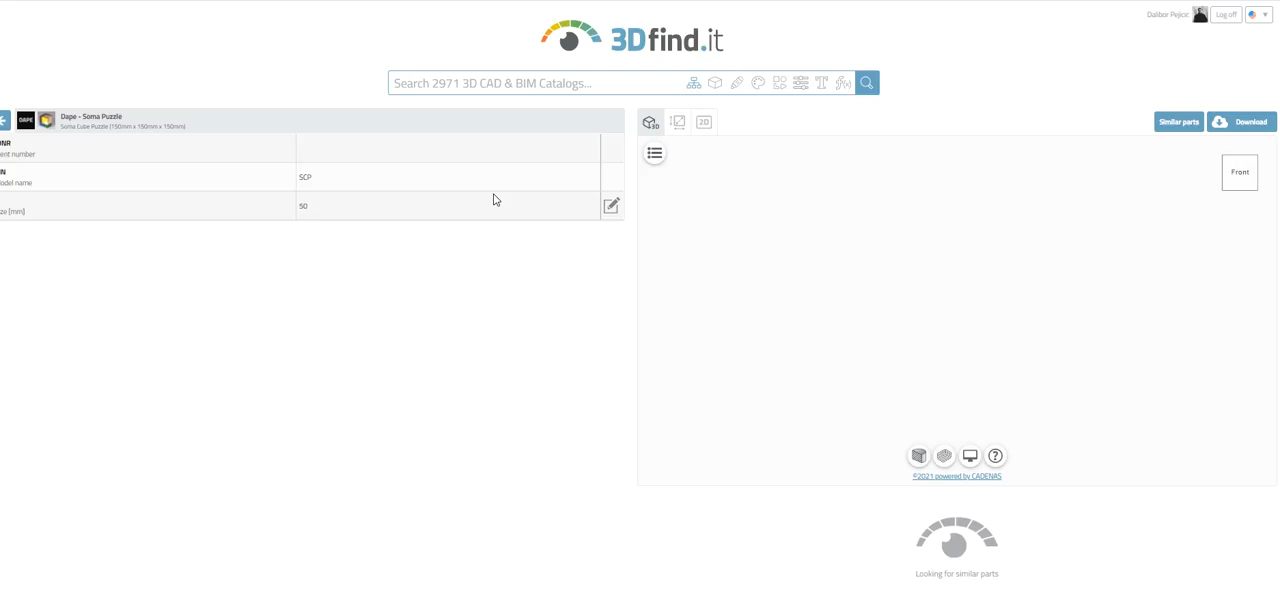 Dalibor Pejicic
Log off
3Dfind.it
Search 2971 3D CAD & BIM Catalogs...
DAPE
Dape - Soma Puzzle
Soma Cube Puzzle (150mm x 150mm x 150mm)
3D
2D
Similar parts
Download
NR
ent number
N
odel name
SCP
ze [mm]
50
Front
©2021 powered by CADENAS
Looking for similar parts